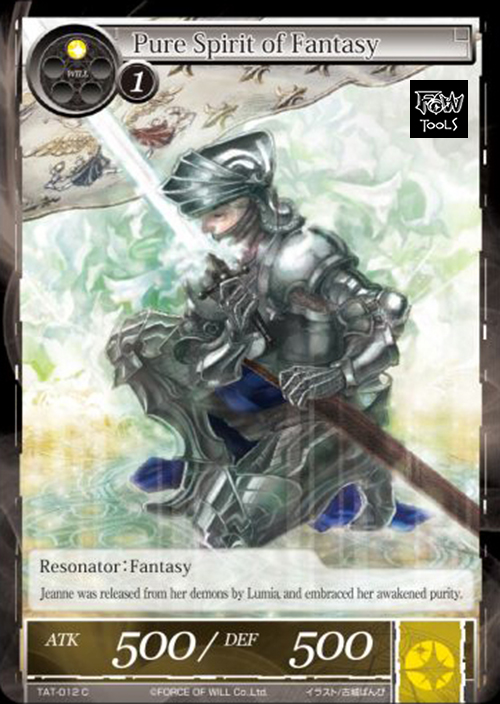 Pure Spirit of Fantasy
WILL
1
FOW
TOOLS
Resonator:Fantasy
Jeanne was released from her demons by Lumia, and embraced her awakened purity.
ATK 500/ DEF 500
TAT-012 C ©FORCE OF WILL Co.,Ltd. イラスト/古城ぱんぴ